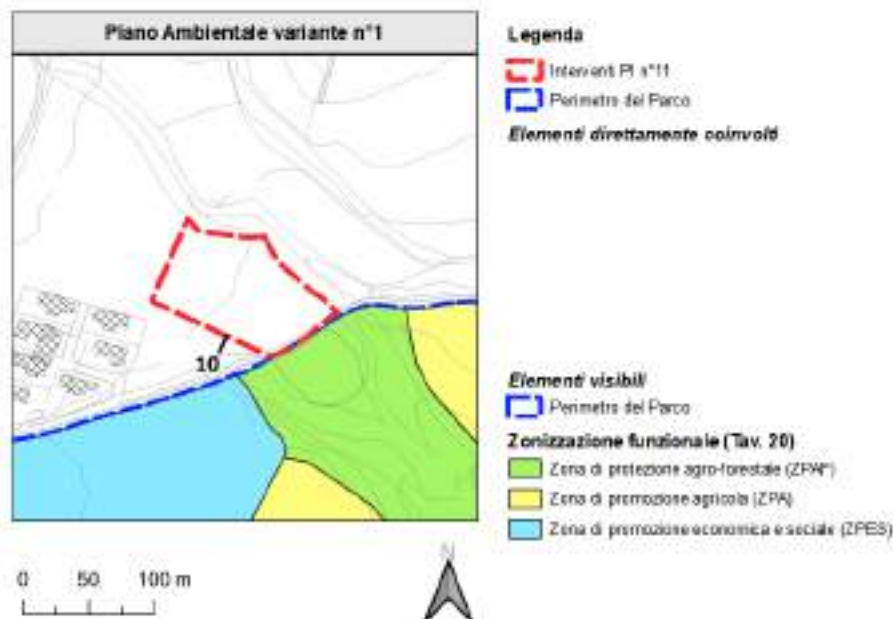 Piano Ambientale variante n°1
10
0 50 100 m
N
Legenda
Interventi PI n°11
Perimetro del Parco
Elementi direttamente coinvolti
Elementi visibili
Perimetro del Parco
Zonizzazione funzionale (Tav. 20)
Zona di protezione agro-forestale (ZPAF)
Zona di promozione agricola (ZPA)
Zona di promozione economica e sociale (ZPES)